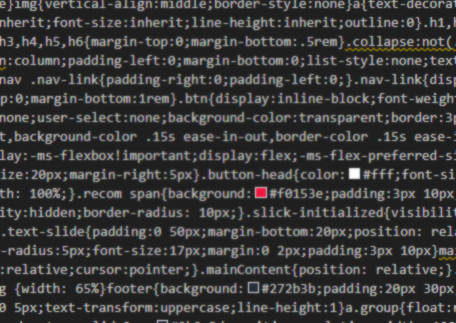 e}img{vertical-align:middle;border-style:none}a{text-decorat
nherit;font-size:inherit;line-height:inherit;outline:0}.h1,
h3,h4,h5,h6{margin-top:0;margin-bottom:.5rem}.collapse:not(.
n:column;padding-left:0;margin-bottom:0;list-style:none;text
nav .nav-link{padding-right:0;padding-left:0;}.nav-link{disp
p:0;margin-bottom:1rem}.btn{display:inline-block;font-weight
none;user-select:none;background-color:transparent;border:3p
t,background-color .15s ease-in-out,border-color .15s ease-i
lay:-ms-flexbox!important;display:flex;-ms-flex-preferred-si
size:20px;margin-right:5px}.button-head{color: #fff;font-si
th: 100%;}.recom span{background: #f0153e;padding:3px 10px
ity:hidden;border-radius: 10px;}.slick-initialized{visibilit
.text-slide{padding:0 50px;margin-bottom:20px;position: rela
-radius:5px;font-size:17px;margin:0 2px;padding:3px 10px}mai
:relative;cursor:pointer;}.mainContent{position: relative;}.
g {width: 65%}footer{background: #272b3b;padding:20px 30px
0 5px;text-transform:uppercase;line-height:1}a.group{float:r